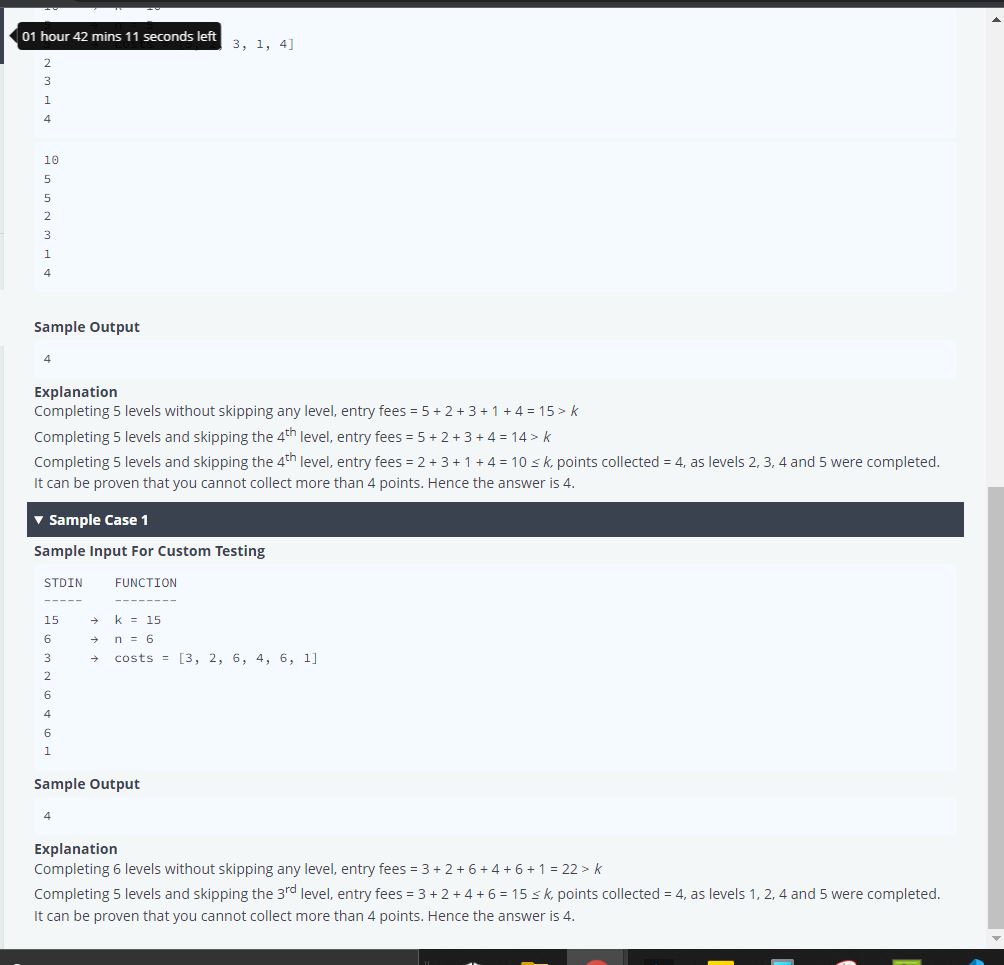 01 hour 42 mins 11 seconds left
3, 1, 4]
2
3
1
4
10
5
5
2
3
1
4
Sample Output
4
Explanation
Completing 5 levels without skipping any level, entry fees = 5 + 2 + 3 + 1 + 4 = 15 > k
Completing 5 levels and skipping the 4th level, entry fees = 5 + 2 + 3 + 4 = 14 > k
Completing 5 levels and skipping the 4th level, entry fees = 2 + 3 + 1 + 4 = 10 ≤ k, points collected = 4, as levels 2, 3, 4 and 5 were completed.
It can be proven that you cannot collect more than 4 points. Hence the answer is 4.
▼ Sample Case 1
Sample Input For Custom Testing
STDIN FUNCTION
----- --------
15 → k = 15
6 → n = 6
3 → costs = [3, 2, 6, 4, 6, 1]
2
6
4
6
1
Sample Output
4
Explanation
Completing 6 levels without skipping any level, entry fees = 3 + 2 + 6 + 4 + 6 + 1 = 22 > k
Completing 5 levels and skipping the 3rd level, entry fees = 3 + 2 + 4 + 6 = 15 ≤ k, points collected = 4, as levels 1, 2, 4 and 5 were completed.
It can be proven that you cannot collect more than 4 points. Hence the answer is 4.